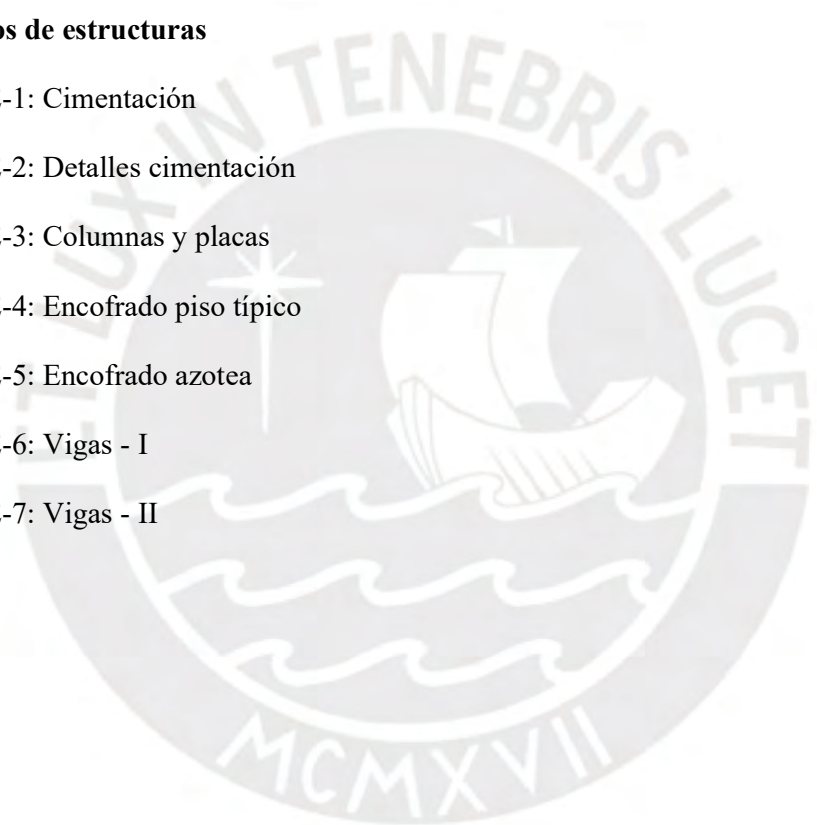 os de estructuras
-1: Cimentación
-2: Detalles cimentación
-3: Columnas y placas
-4: Encofrado piso típico
-5: Encofrado azotea
-6: Vigas - I
-7: Vigas - II
ET LUX IN TENEBRIS LUCET
MCMXVII